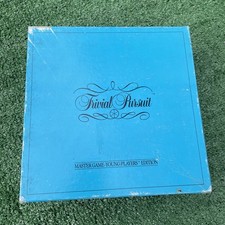 Trivial Pursuit
MASTER GAME-YOUNG PLAYERS' EDITION